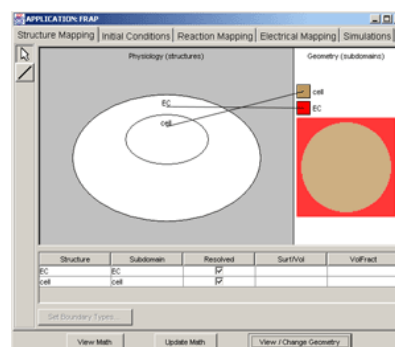 APPLICATION: FRAP
Structure Mapping Initial Conditions Reaction Mapping Electrical Mapping Simulations
Physiology (structures) Geometry (subdomains)
cell
EC EC
cell
Structure Subdomain Resolved Surf/Vol VolFract
EC EC
cell cell
Set Boundary Types...
View Math Update Math View / Change Geometry